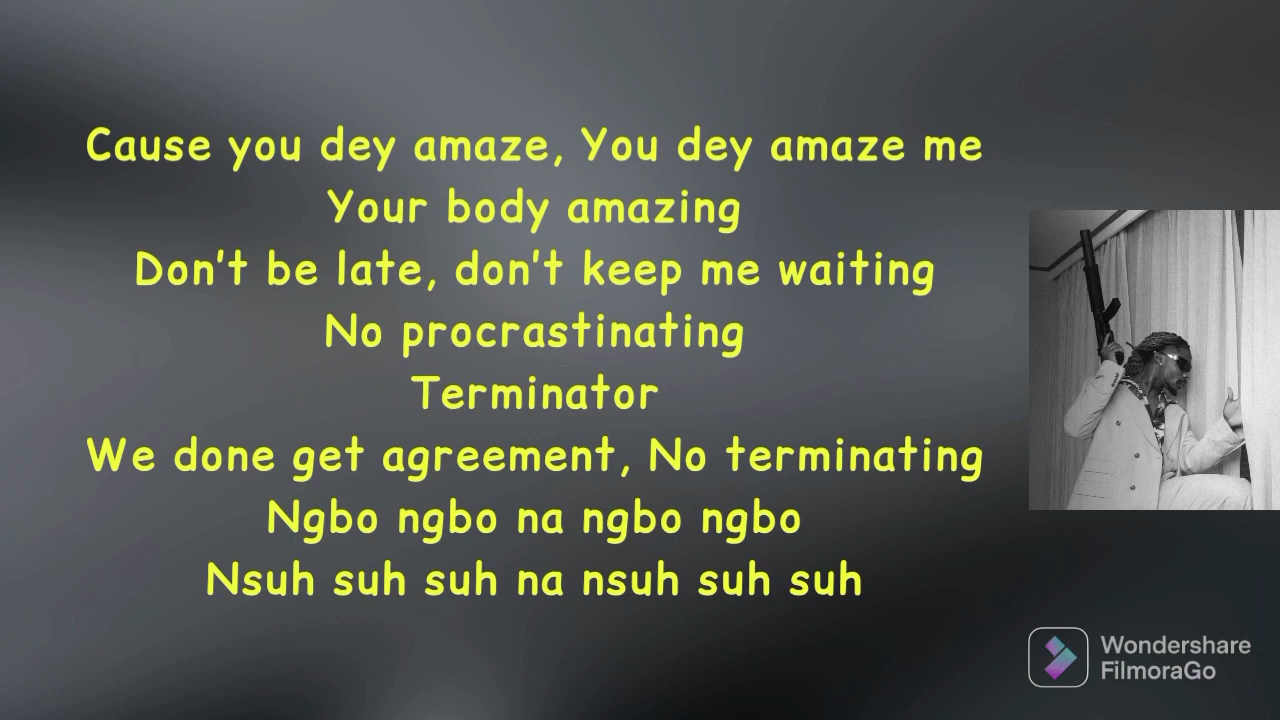 Cause you dey amaze, You dey amaze me
Your body amazing
Don't be late, don't keep me waiting
No procrastinating
Terminator
We done get agreement, No terminating
Ngbo ngbo na ngbo ngbo
Nsuh suh suh na nsuh suh suh
Wondershare
FilmoraGo